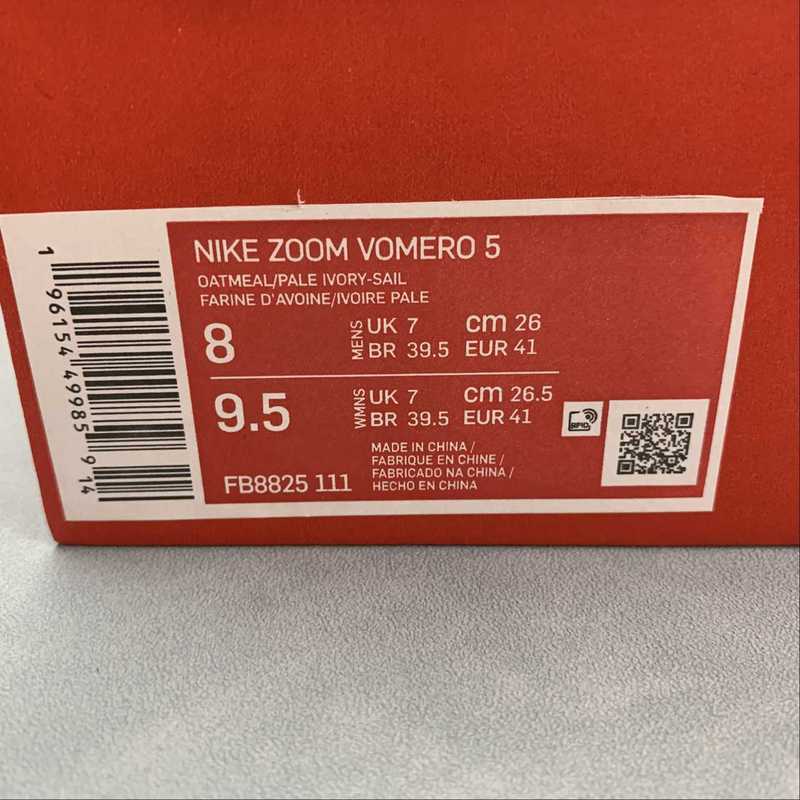 NIKE ZOOM VOMERO 5
OATMEAL/PALE IVORY-SAIL
FARINE D'AVOINE/IVOIRE PALE
8
MENS
UK 7 cm 26
BR 39.5 EUR 41
9.5
WMNS
UK 7 cm 26.5
BR 39.5 EUR 41
RFID
FB8825 111
MADE IN CHINA /
FABRIQUE EN CHINE /
FABRICADO NA CHINA /
HECHO EN CHINA
1 96154 49985 9 14